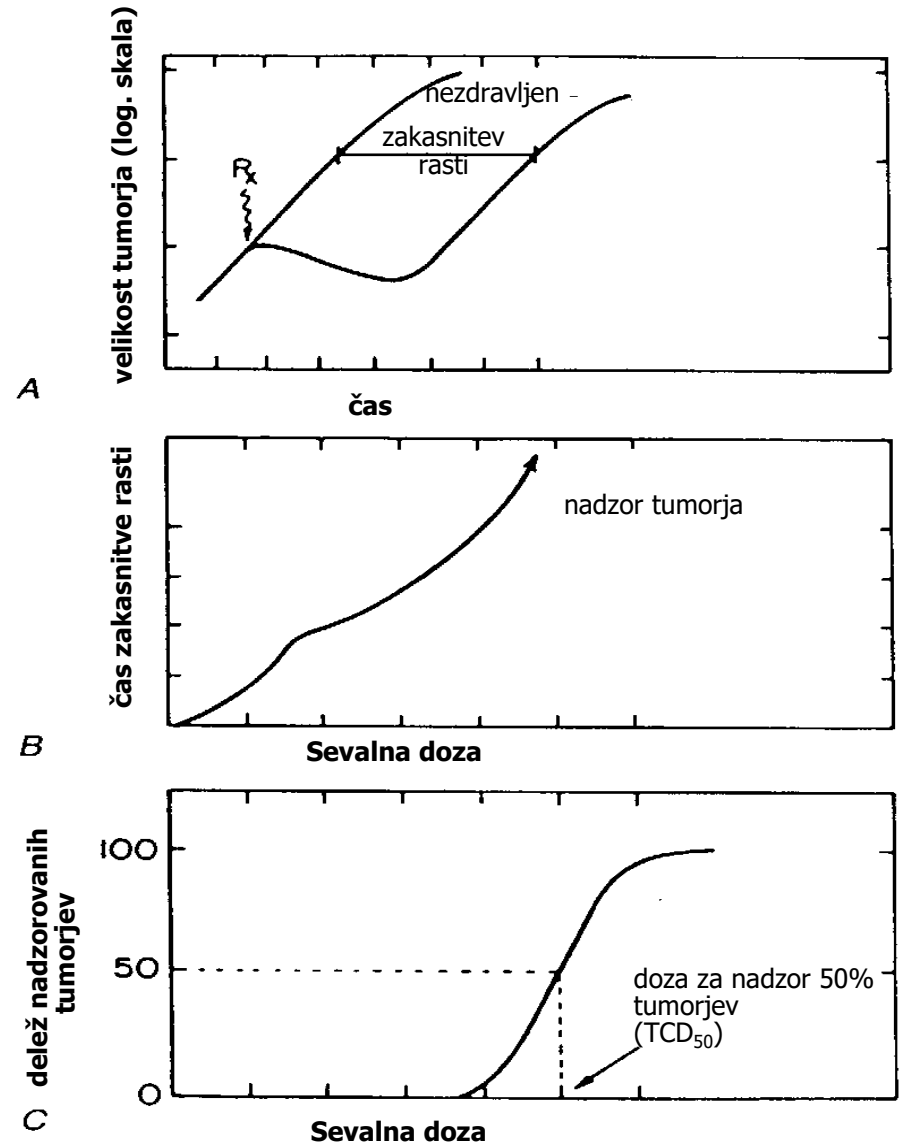 velikost tumorja (log. skala)
nezdravljen
zakasnitev
rasti
Rx
A
čas
čas zakasnitve rasti
nadzor tumorja
B
Sevalna doza
delež nadzorovanih
tumorjev
100
50
0
doza za nadzor 50%
tumorjev
(TCD50)
C
Sevalna doza